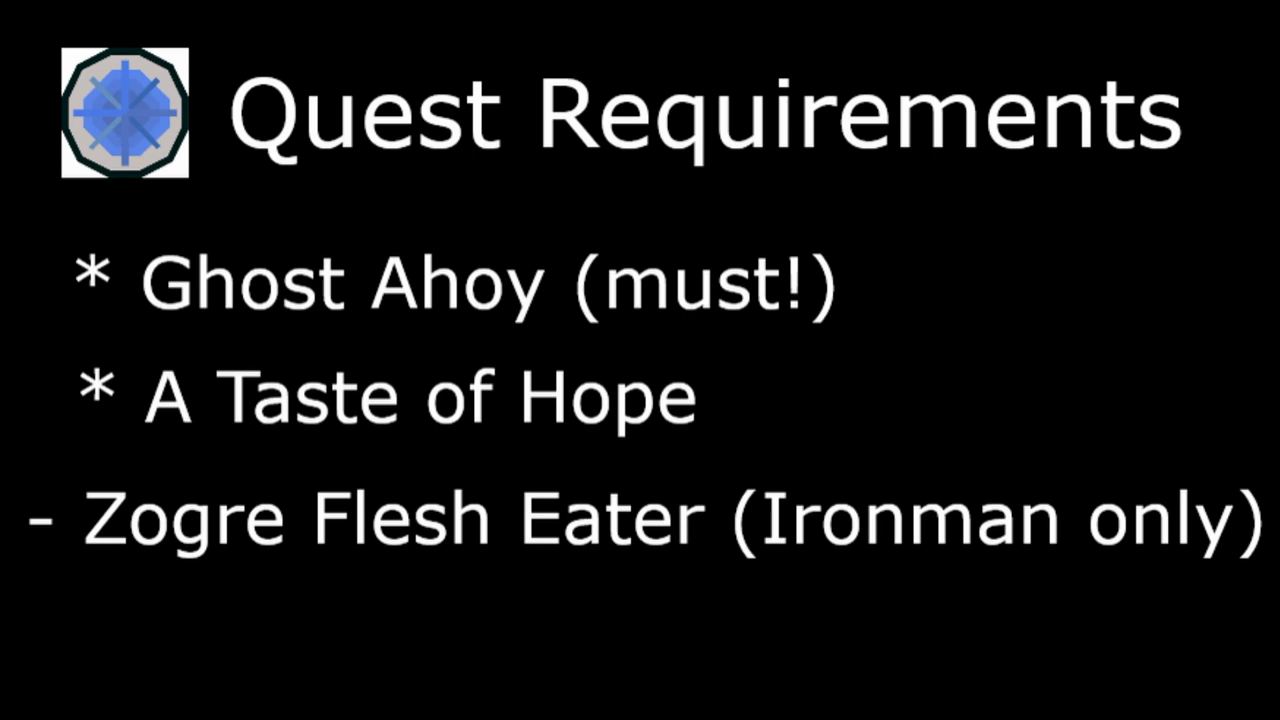 Quest Requirements
* Ghost Ahoy (must!)
* A Taste of Hope
- Zogre Flesh Eater (Ironman only)